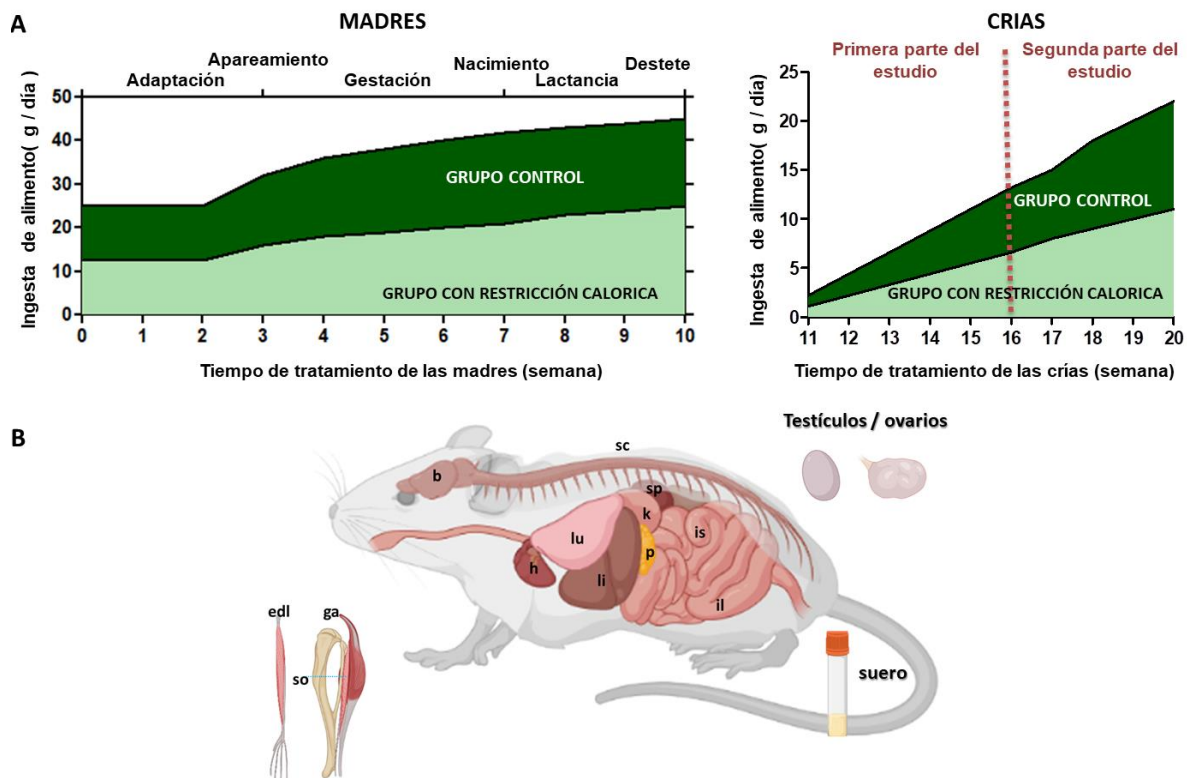 A
MADRES
Adaptación
Apareamiento
Gestación
Nacimiento
Lactancia
Destete
Ingesta de alimento( g / día )
50
40
30
20
10
0
GRUPO CONTROL
GRUPO CON RESTRICCIÓN CALORICA
0 1 2 3 4 5 6 7 8 9 10
Tiempo de tratamiento de las madres (semana)
CRIAS
Primera parte del
estudio
Segunda parte del
estudio
Ingesta de alimento( g / día)
25
20
15
10
5
0
GRUPO CONTROL
GRUPO CON RESTRICCIÓN CALORICA
11 12 13 14 15 16 17 18 19 20
Tiempo de tratamiento de las crías (semana)
B
Testículos / ovarios
sc
b
sp
k
is
lu
p
h
li
il
edl
ga
so
suero